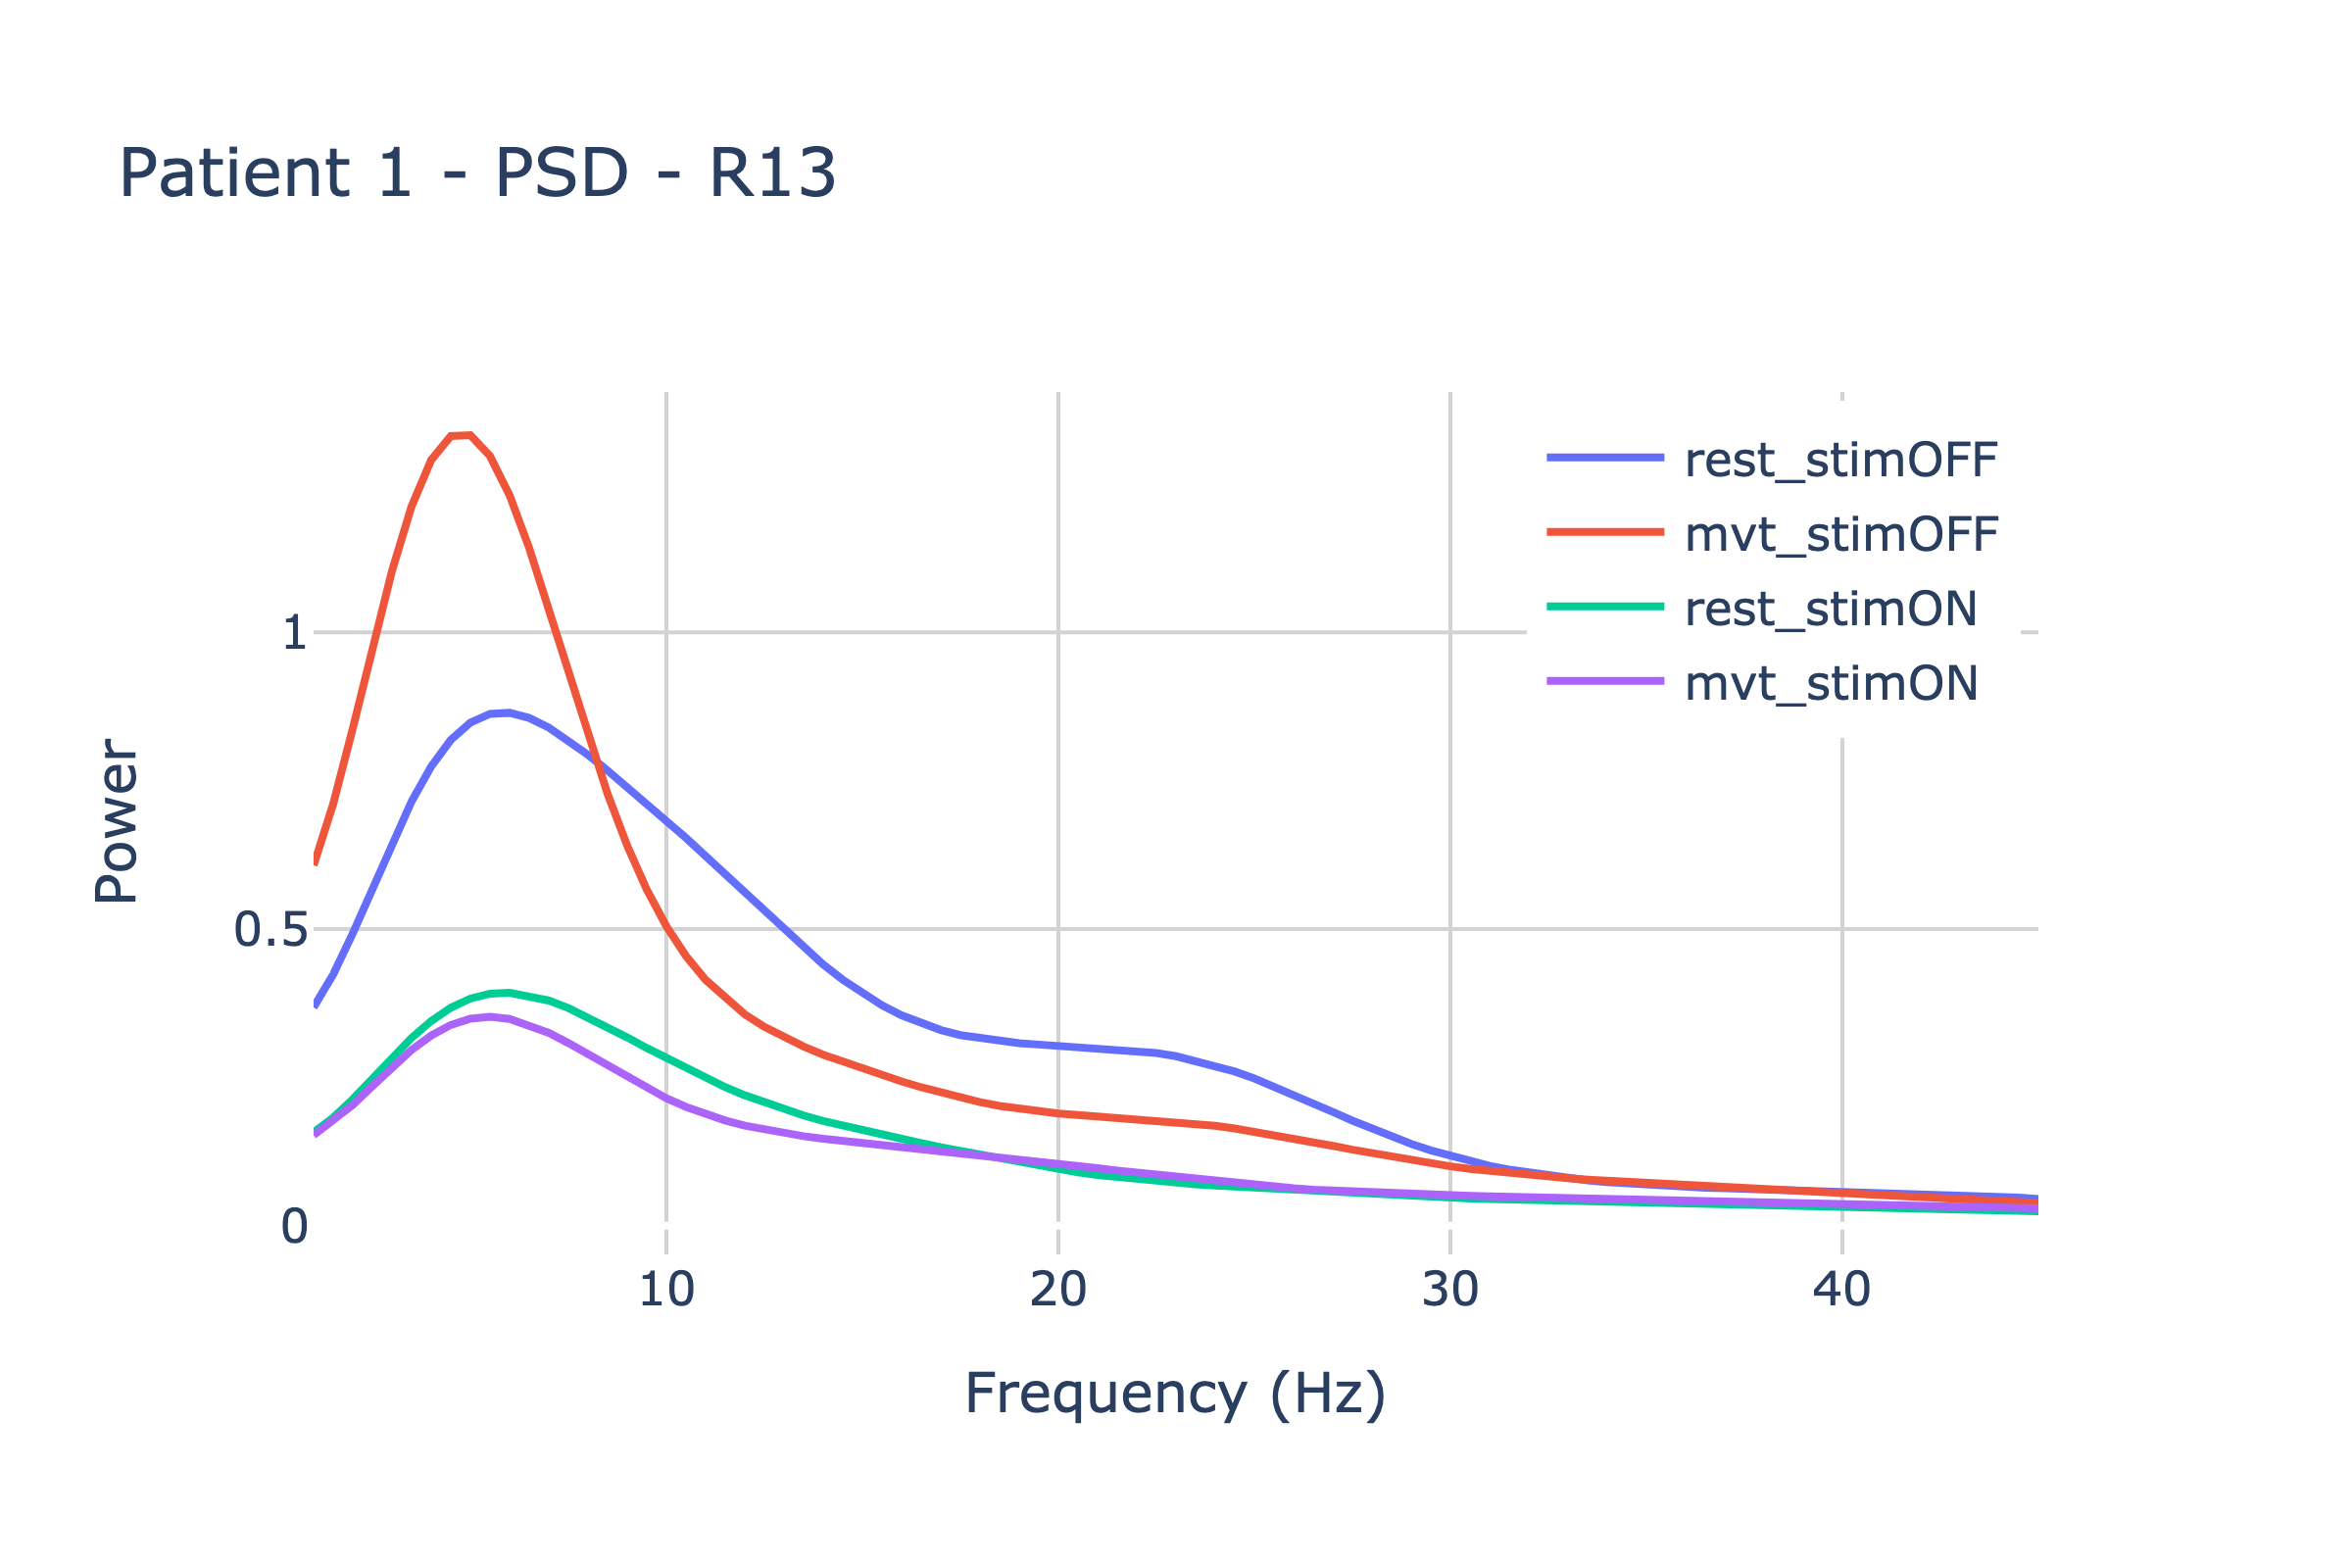 Patient 1 - PSD - R13
rest_stimOFF
mvt_stimOFF
rest_stimON
mvt_stimON
Power
1
0.5
0
10
20
30
40
Frequency (Hz)